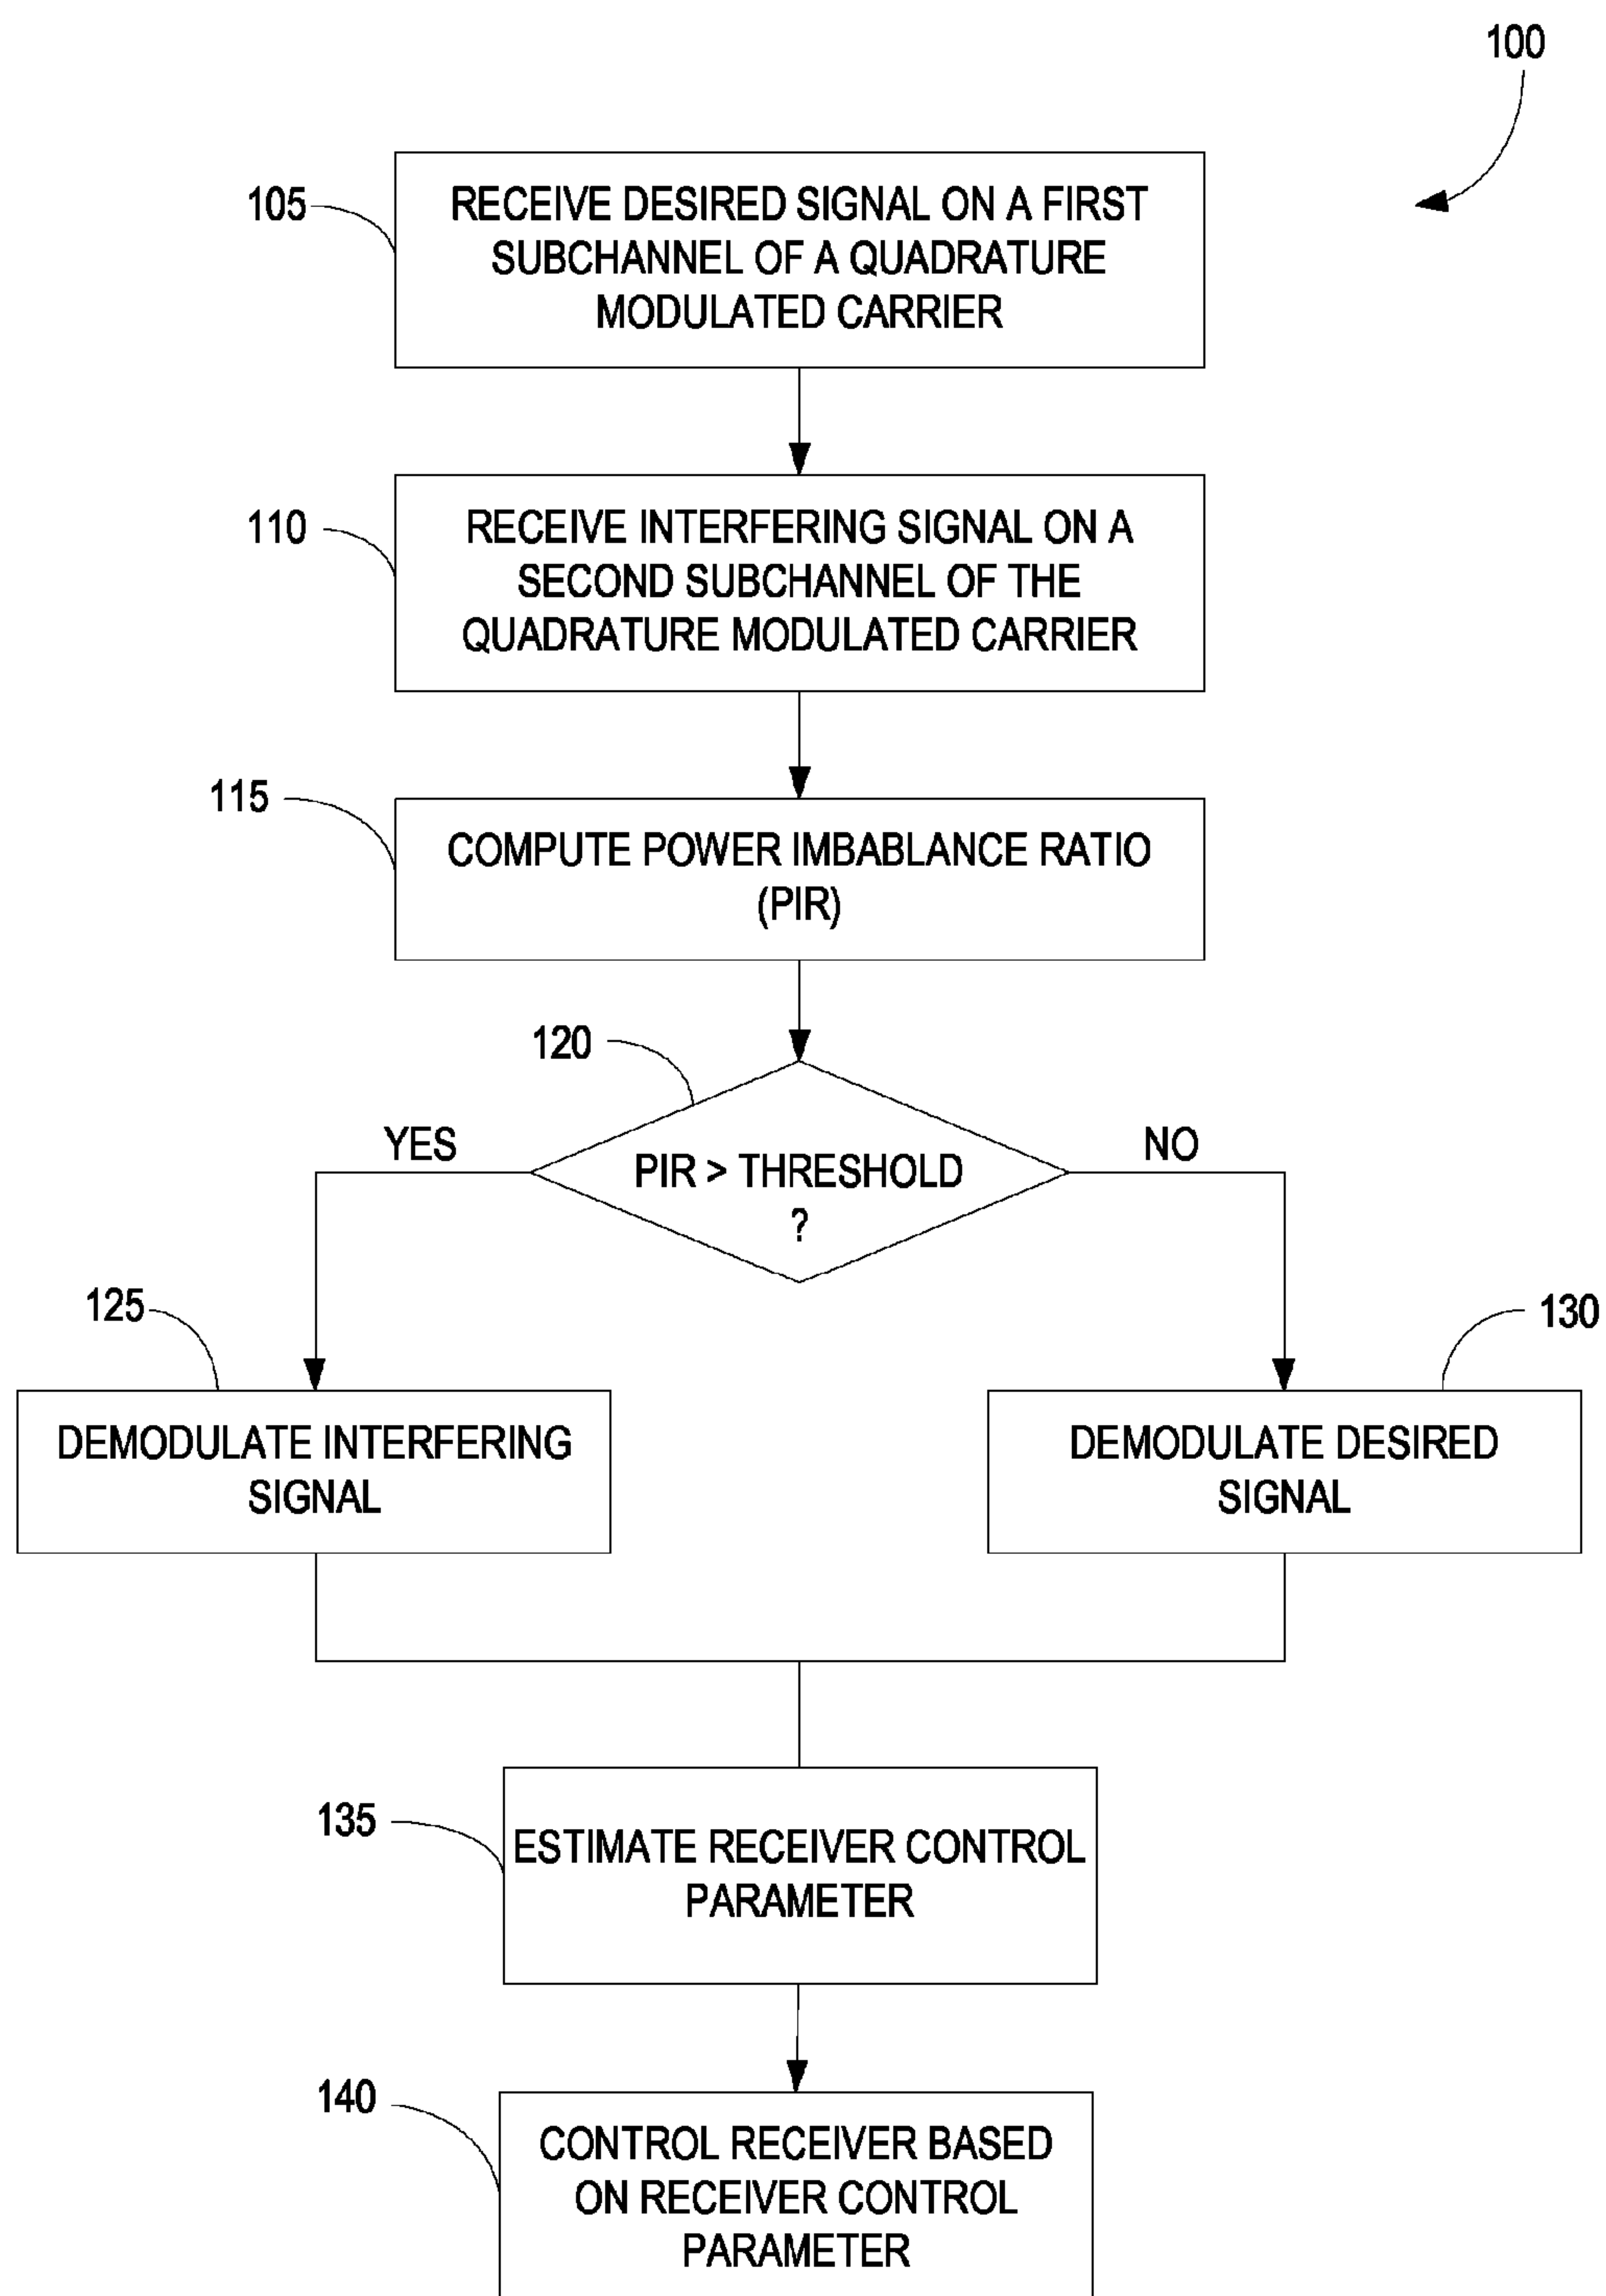 100
105
RECEIVE DESIRED SIGNAL ON A FIRST
SUBCHANNEL OF A QUADRATURE
MODULATED CARRIER
110
RECEIVE INTERFERING SIGNAL ON A
SECOND SUBCHANNEL OF THE
QUADRATURE MODULATED CARRIER
115
COMPUTE POWER IMBABLANCE RATIO
(PIR)
120
YES
NO
PIR > THRESHOLD
?
125
130
DEMODULATE INTERFERING
SIGNAL
DEMODULATE DESIRED
SIGNAL
135
ESTIMATE RECEIVER CONTROL
PARAMETER
140
CONTROL RECEIVER BASED
ON RECEIVER CONTROL
PARAMETER